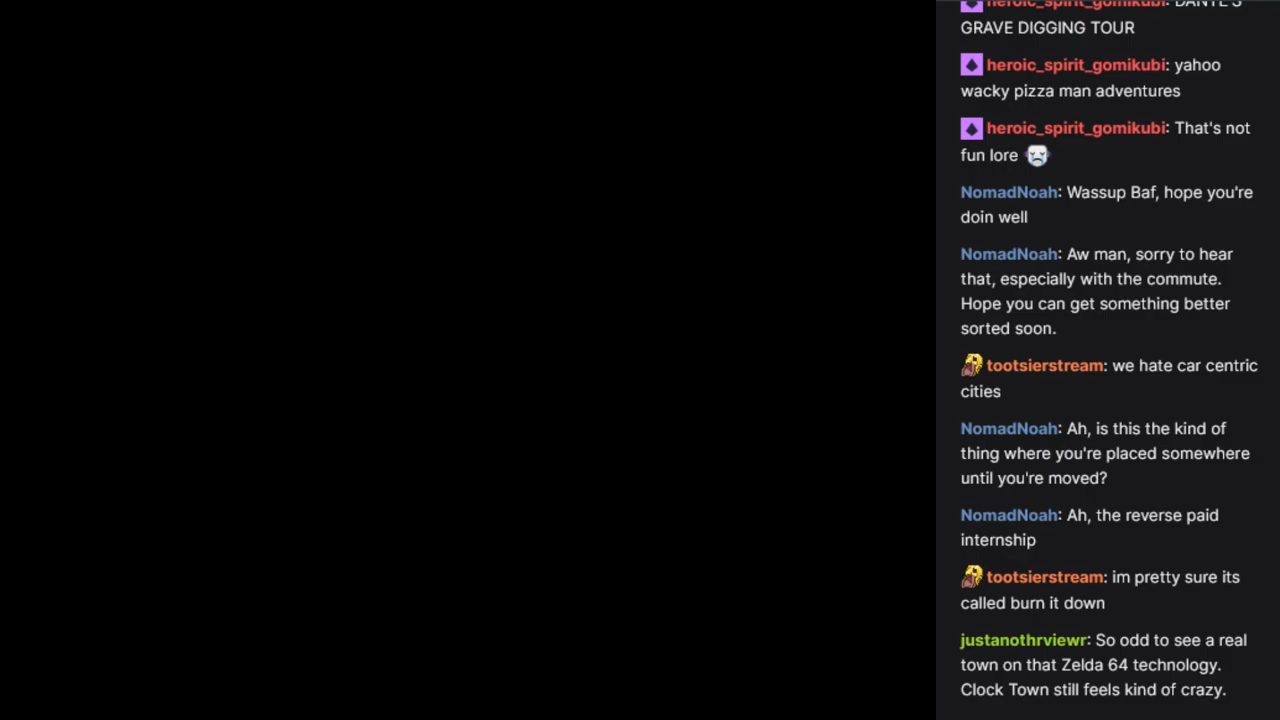 heroic_spirit_gomikubi: DANTE'S
GRAVE DIGGING TOUR
heroic_spirit_gomikubi: yahoo
wacky pizza man adventures
heroic_spirit_gomikubi: That's not
fun lore
NomadNoah: Wassup Baf, hope you're
doin well
NomadNoah: Aw man, sorry to hear
that, especially with the commute.
Hope you can get something better
sorted soon.
tootsierstream: we hate car centric
cities
NomadNoah: Ah, is this the kind of
thing where you're placed somewhere
until you're moved?
NomadNoah: Ah, the reverse paid
internship
tootsierstream: im pretty sure its
called burn it down
justanothrviewr: So odd to see a real
town on that Zelda 64 technology.
Clock Town still feels kind of crazy.